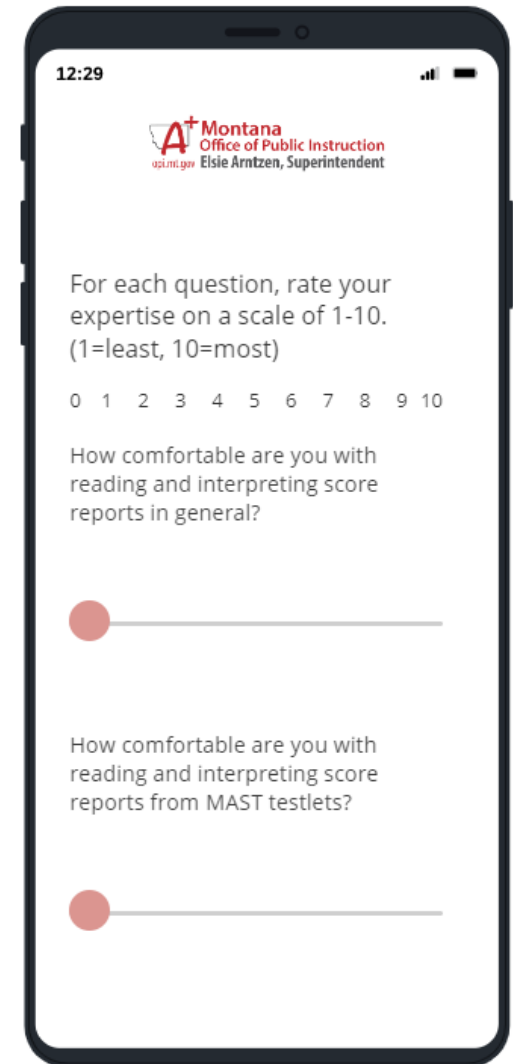 12:29
A+ Montana
Office of Public Instruction
opi.mt.gov Elsie Arntzen, Superintendent
For each question, rate your
expertise on a scale of 1-10.
(1=least, 10=most)
0 1 2 3 4 5 6 7 8 9 10
How comfortable are you with
reading and interpreting score
reports in general?
How comfortable are you with
reading and interpreting score
reports from MAST testlets?